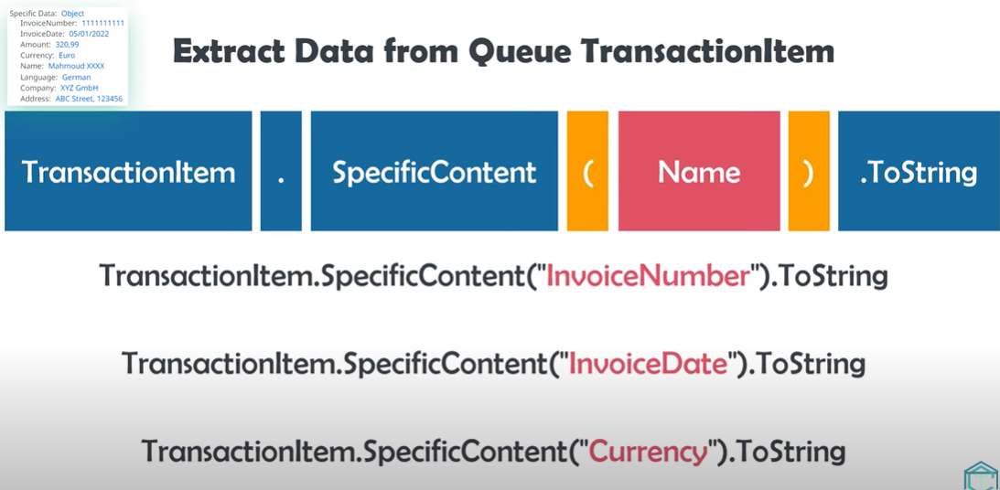 Specific Data: Object
InvoiceNumber: 1111111111
InvoiceDate: 05/01/2022
Amount: 320,99
Currency: Euro
Name: Mahmoud XXXX
Language: German
Company: XYZ GmbH
Address: ABC Street, 123456
Extract Data from Queue TransactionItem
TransactionItem . SpecificContent ( Name ) .ToString
TransactionItem.SpecificContent("InvoiceNumber").ToString
TransactionItem.SpecificContent("InvoiceDate").ToString
TransactionItem.SpecificContent("Currency").ToString